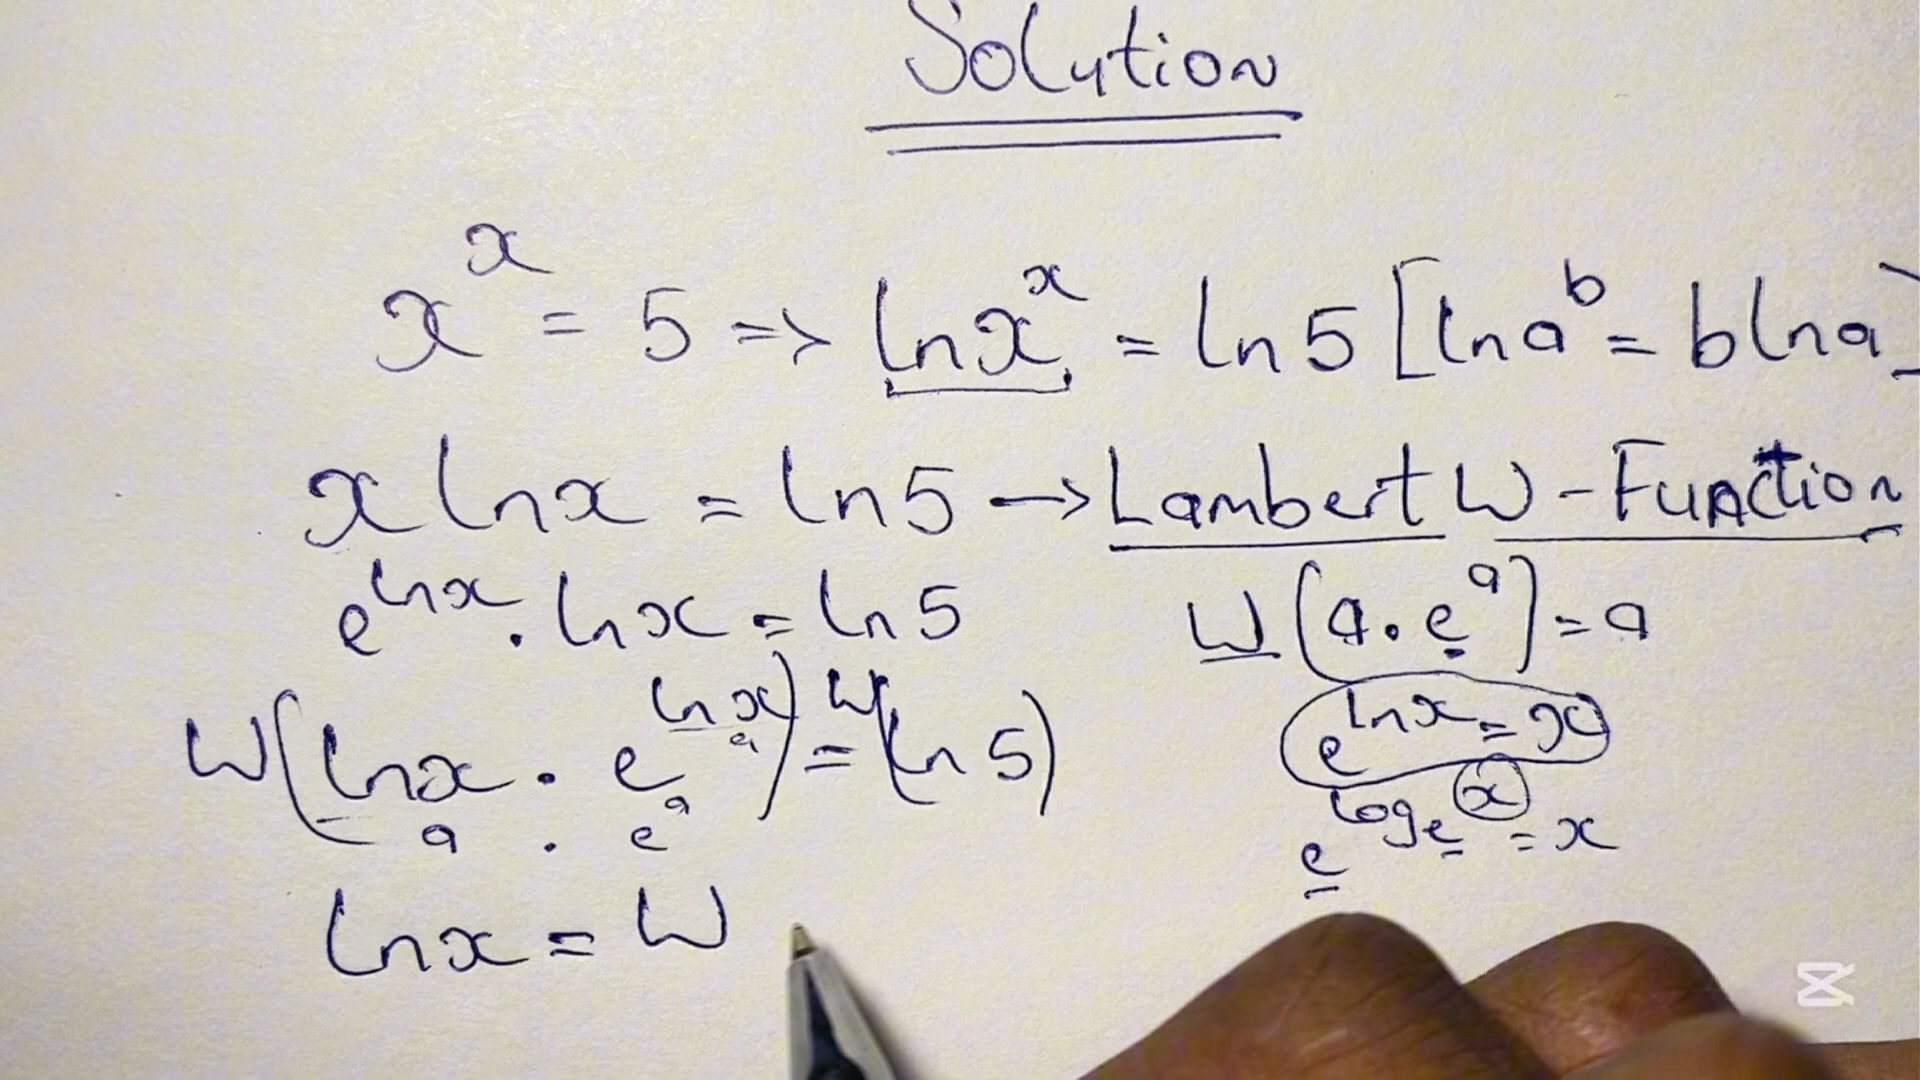 Solution
x^x = 5 => ln x^x = ln 5 [ln a^b = b ln a]
x ln x = ln 5 → Lambert W - Function
e^{ln x} . ln x = ln 5
W(a . e^a) = a
W(ln x . e^{ln x}) = W(ln 5)
a . e^a
a
e^{ln x} = x
e^{log_e x} = x
ln x = W